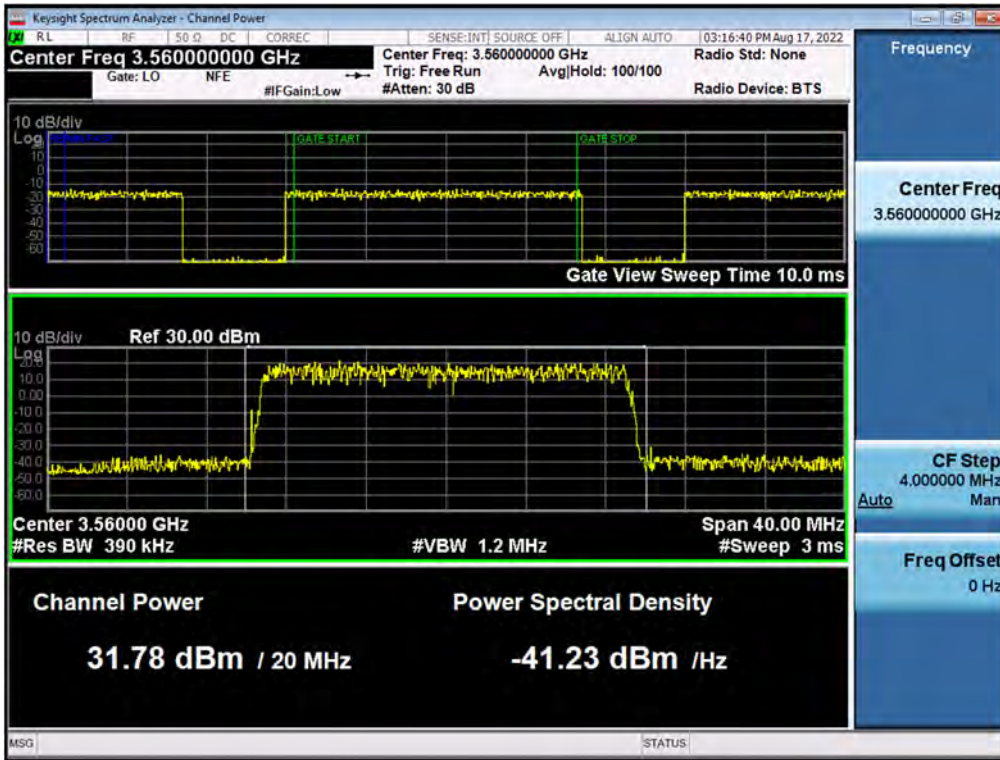 Keysight Spectrum Analyzer - Channel Power
RL RF 50 Ω DC CORREC SENSE:INT SOURCE OFF ALIGN AUTO 03:16:40 PM Aug 17, 2022
Center Freq 3.560000000 GHz
Gate: LO NFE
#IFGain:Low
Center Freq: 3.560000000 GHz
Trig: Free Run Avg|Hold: 100/100
#Atten: 30 dB
Radio Std: None
Radio Device: BTS
10 dB/div
Log
GATE START GATE STOP
10
0
-10
-20
-30
-40
-50
-60
Gate View Sweep Time 10.0 ms
10 dB/div Ref 30.00 dBm
Log
20.0
10.0
0.00
-10.0
-20.0
-30.0
-40.0
-50.0
-60.0
Center 3.56000 GHz Span 40.00 MHz
#Res BW 390 kHz #VBW 1.2 MHz #Sweep 3 ms
Channel Power Power Spectral Density
31.78 dBm / 20 MHz -41.23 dBm /Hz
MSG STATUS
Frequency
Center Freq
3.560000000 GHz
CF Step
4.000000 MHz
Auto Man
Freq Offset
0 Hz